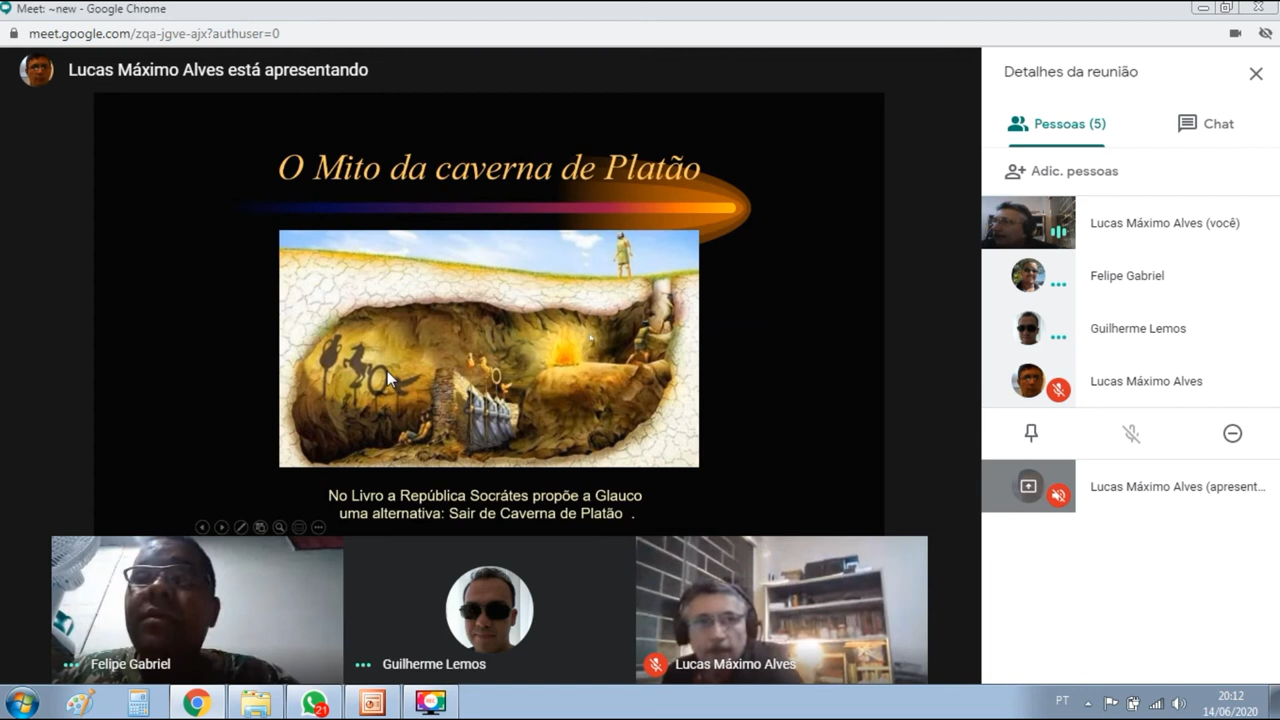 Meet: ~new - Google Chrome
meet.google.com/zqa-jgve-ajx?authuser=0
Lucas Máximo Alves está apresentando
O Mito da caverna de Platão
No Livro a República Socrátes propõe a Glauco
uma alternativa: Sair de Caverna de Platão .
Felipe Gabriel
Guilherme Lemos
Lucas Máximo Alves
Detalhes da reunião
Pessoas (5)
Chat
Adic. pessoas
Lucas Máximo Alves (você)
Felipe Gabriel
Guilherme Lemos
Lucas Máximo Alves
Lucas Máximo Alves (apresent...
21
REC
PT
20:12
14/06/2020